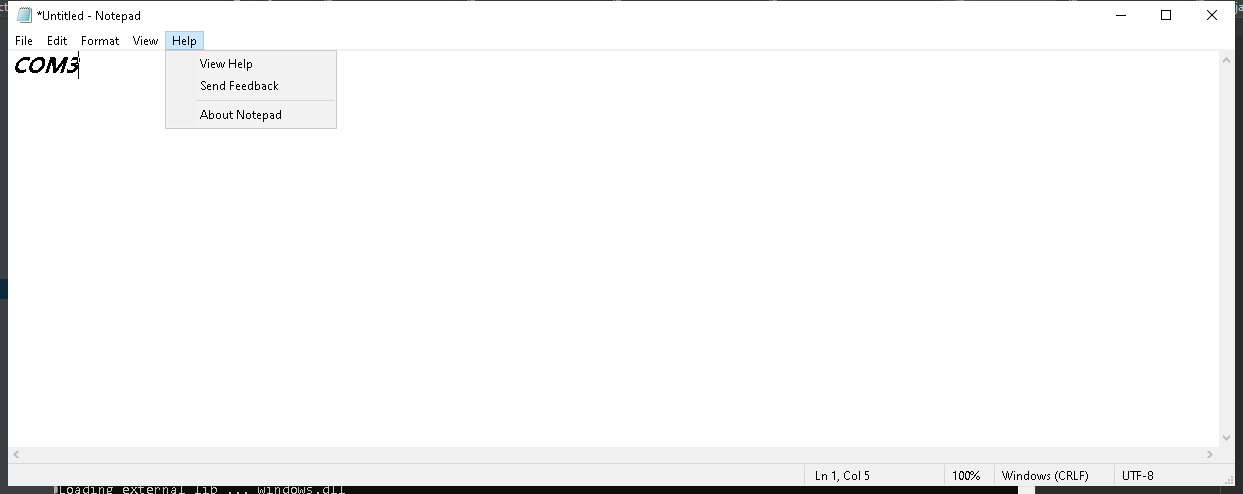 *Untitled - Notepad
File Edit Format View Help
COM3
View Help
Send Feedback
About Notepad
Ln 1, Col 5 100% Windows (CRLF) UTF-8
Loading external lib ... windows.dll